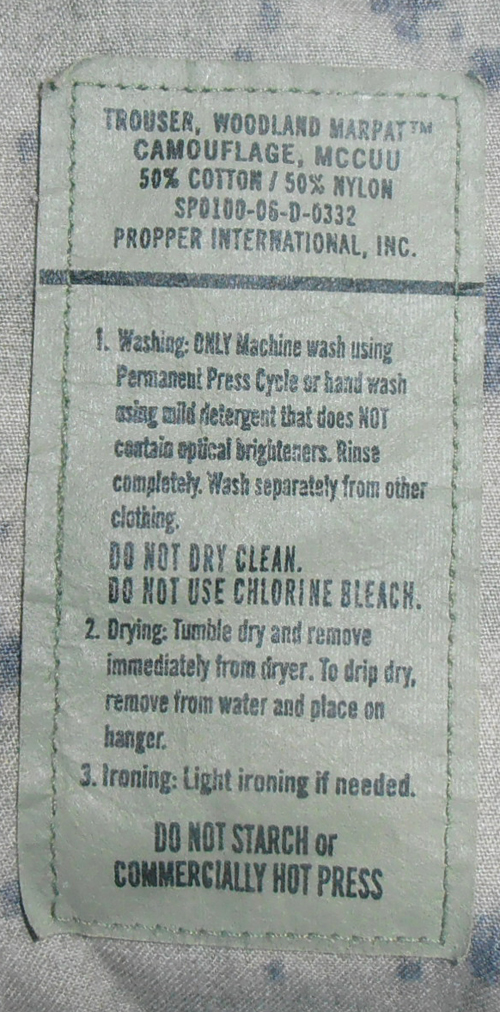 TROUSER, WOODLAND MARPAT™
CAMOUFLAGE, MCCUU
50% COTTON / 50% NYLON
SP0100-06-D-0332
PROPPER INTERNATIONAL, INC.
1. Washing: ONLY Machine wash using
Permanent Press Cycle or hand wash
using mild detergent that does NOT
contain optical brighteners. Rinse
completely. Wash separately from other
clothing.
DO NOT DRY CLEAN.
DO NOT USE CHLORINE BLEACH.
2. Drying: Tumble dry and remove
immediately from dryer. To drip dry,
remove from water and place on
hanger.
3. Ironing: Light ironing if needed.
DO NOT STARCH or
COMMERCIALLY HOT PRESS